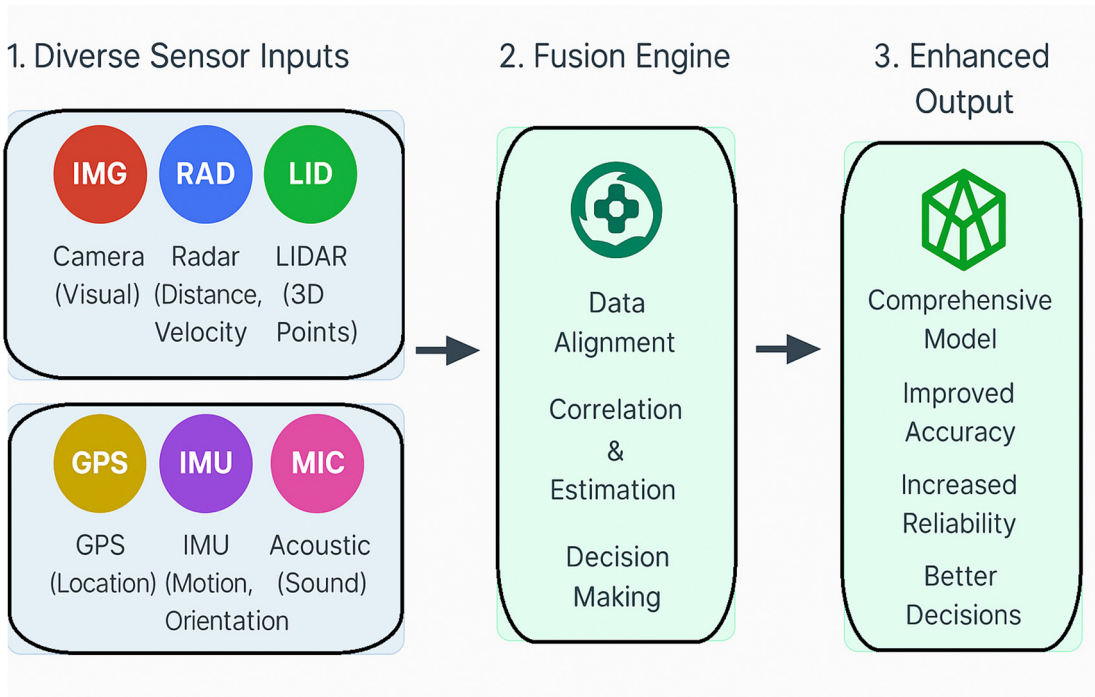 1. Diverse Sensor Inputs
IMG RAD LID
Camera Radar LIDAR
(Visual) (Distance, (3D
Velocity Points)
GPS IMU MIC
GPS IMU Acoustic
(Location) (Motion, (Sound)
Orientation
2. Fusion Engine
Data
Alignment
Correlation
&
Estimation
Decision
Making
3. Enhanced
Output
Comprehensive
Model
Improved
Accuracy
Increased
Reliability
Better
Decisions